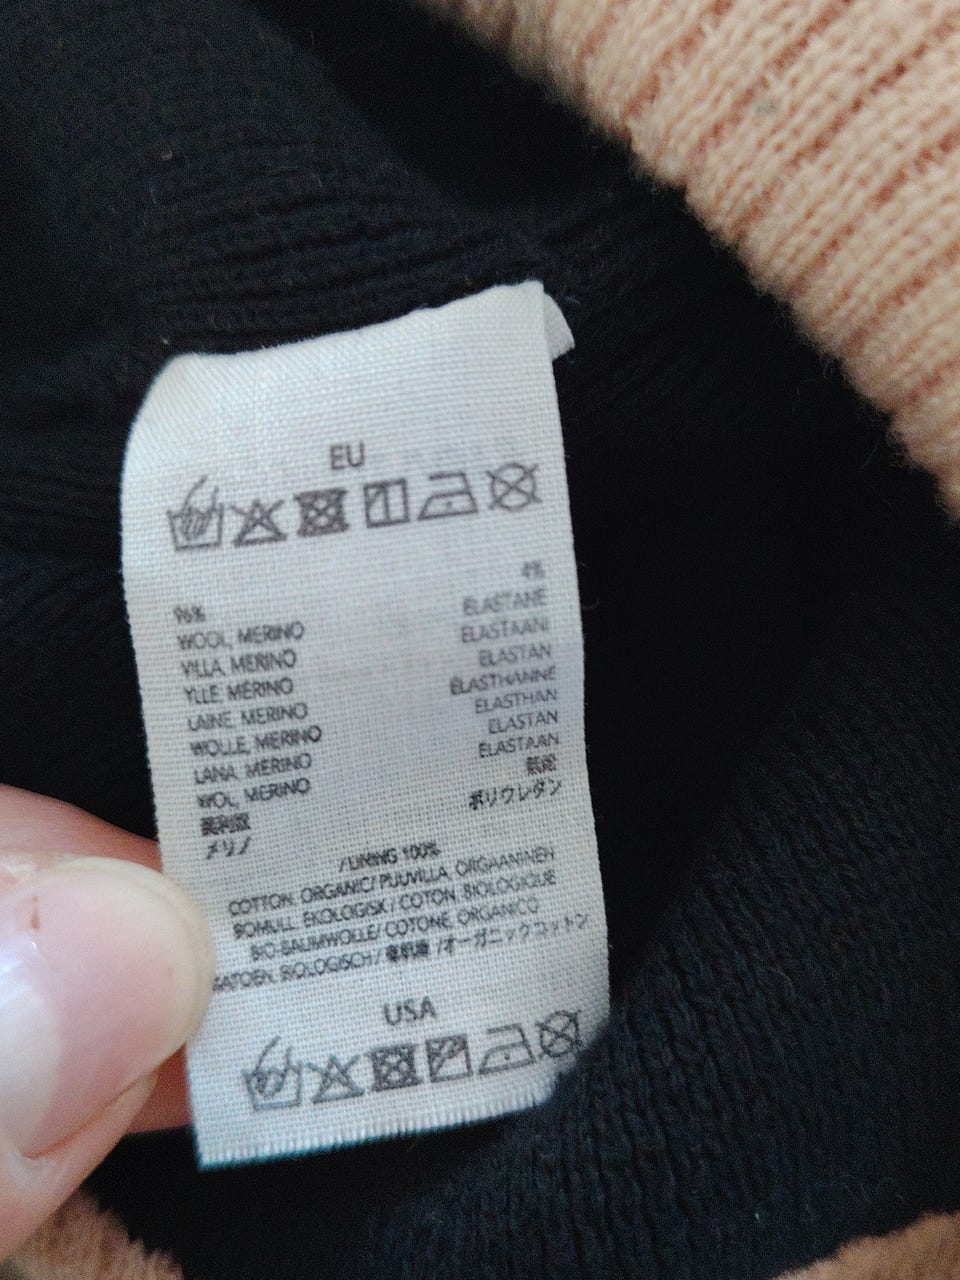 EU
96%
WOOL, MERINO
VILLA, MERINO
YLLE, MERINO
LAINE, MERINO
WOLLE, MERINO
LANA, MERINO
WOL, MERINO
メリノ
4%
ELASTANE
ELASTAANI
ELASTAN
ÉLASTHANNE
ELASTHAN
ELASTAN
ELASTAAN
ポリウレタン
/ LINING 100%
COTTON, ORGANIC/ PUUVILLA, ORGAANINEN
BOMULL, EKOLOGISK / COTON, BIOLOGIQUE
BIO-BAUMWOLLE/ COTONE, ORGANICO
KATOEN, BIOLOGISCH / /オーガニックコットン
USA